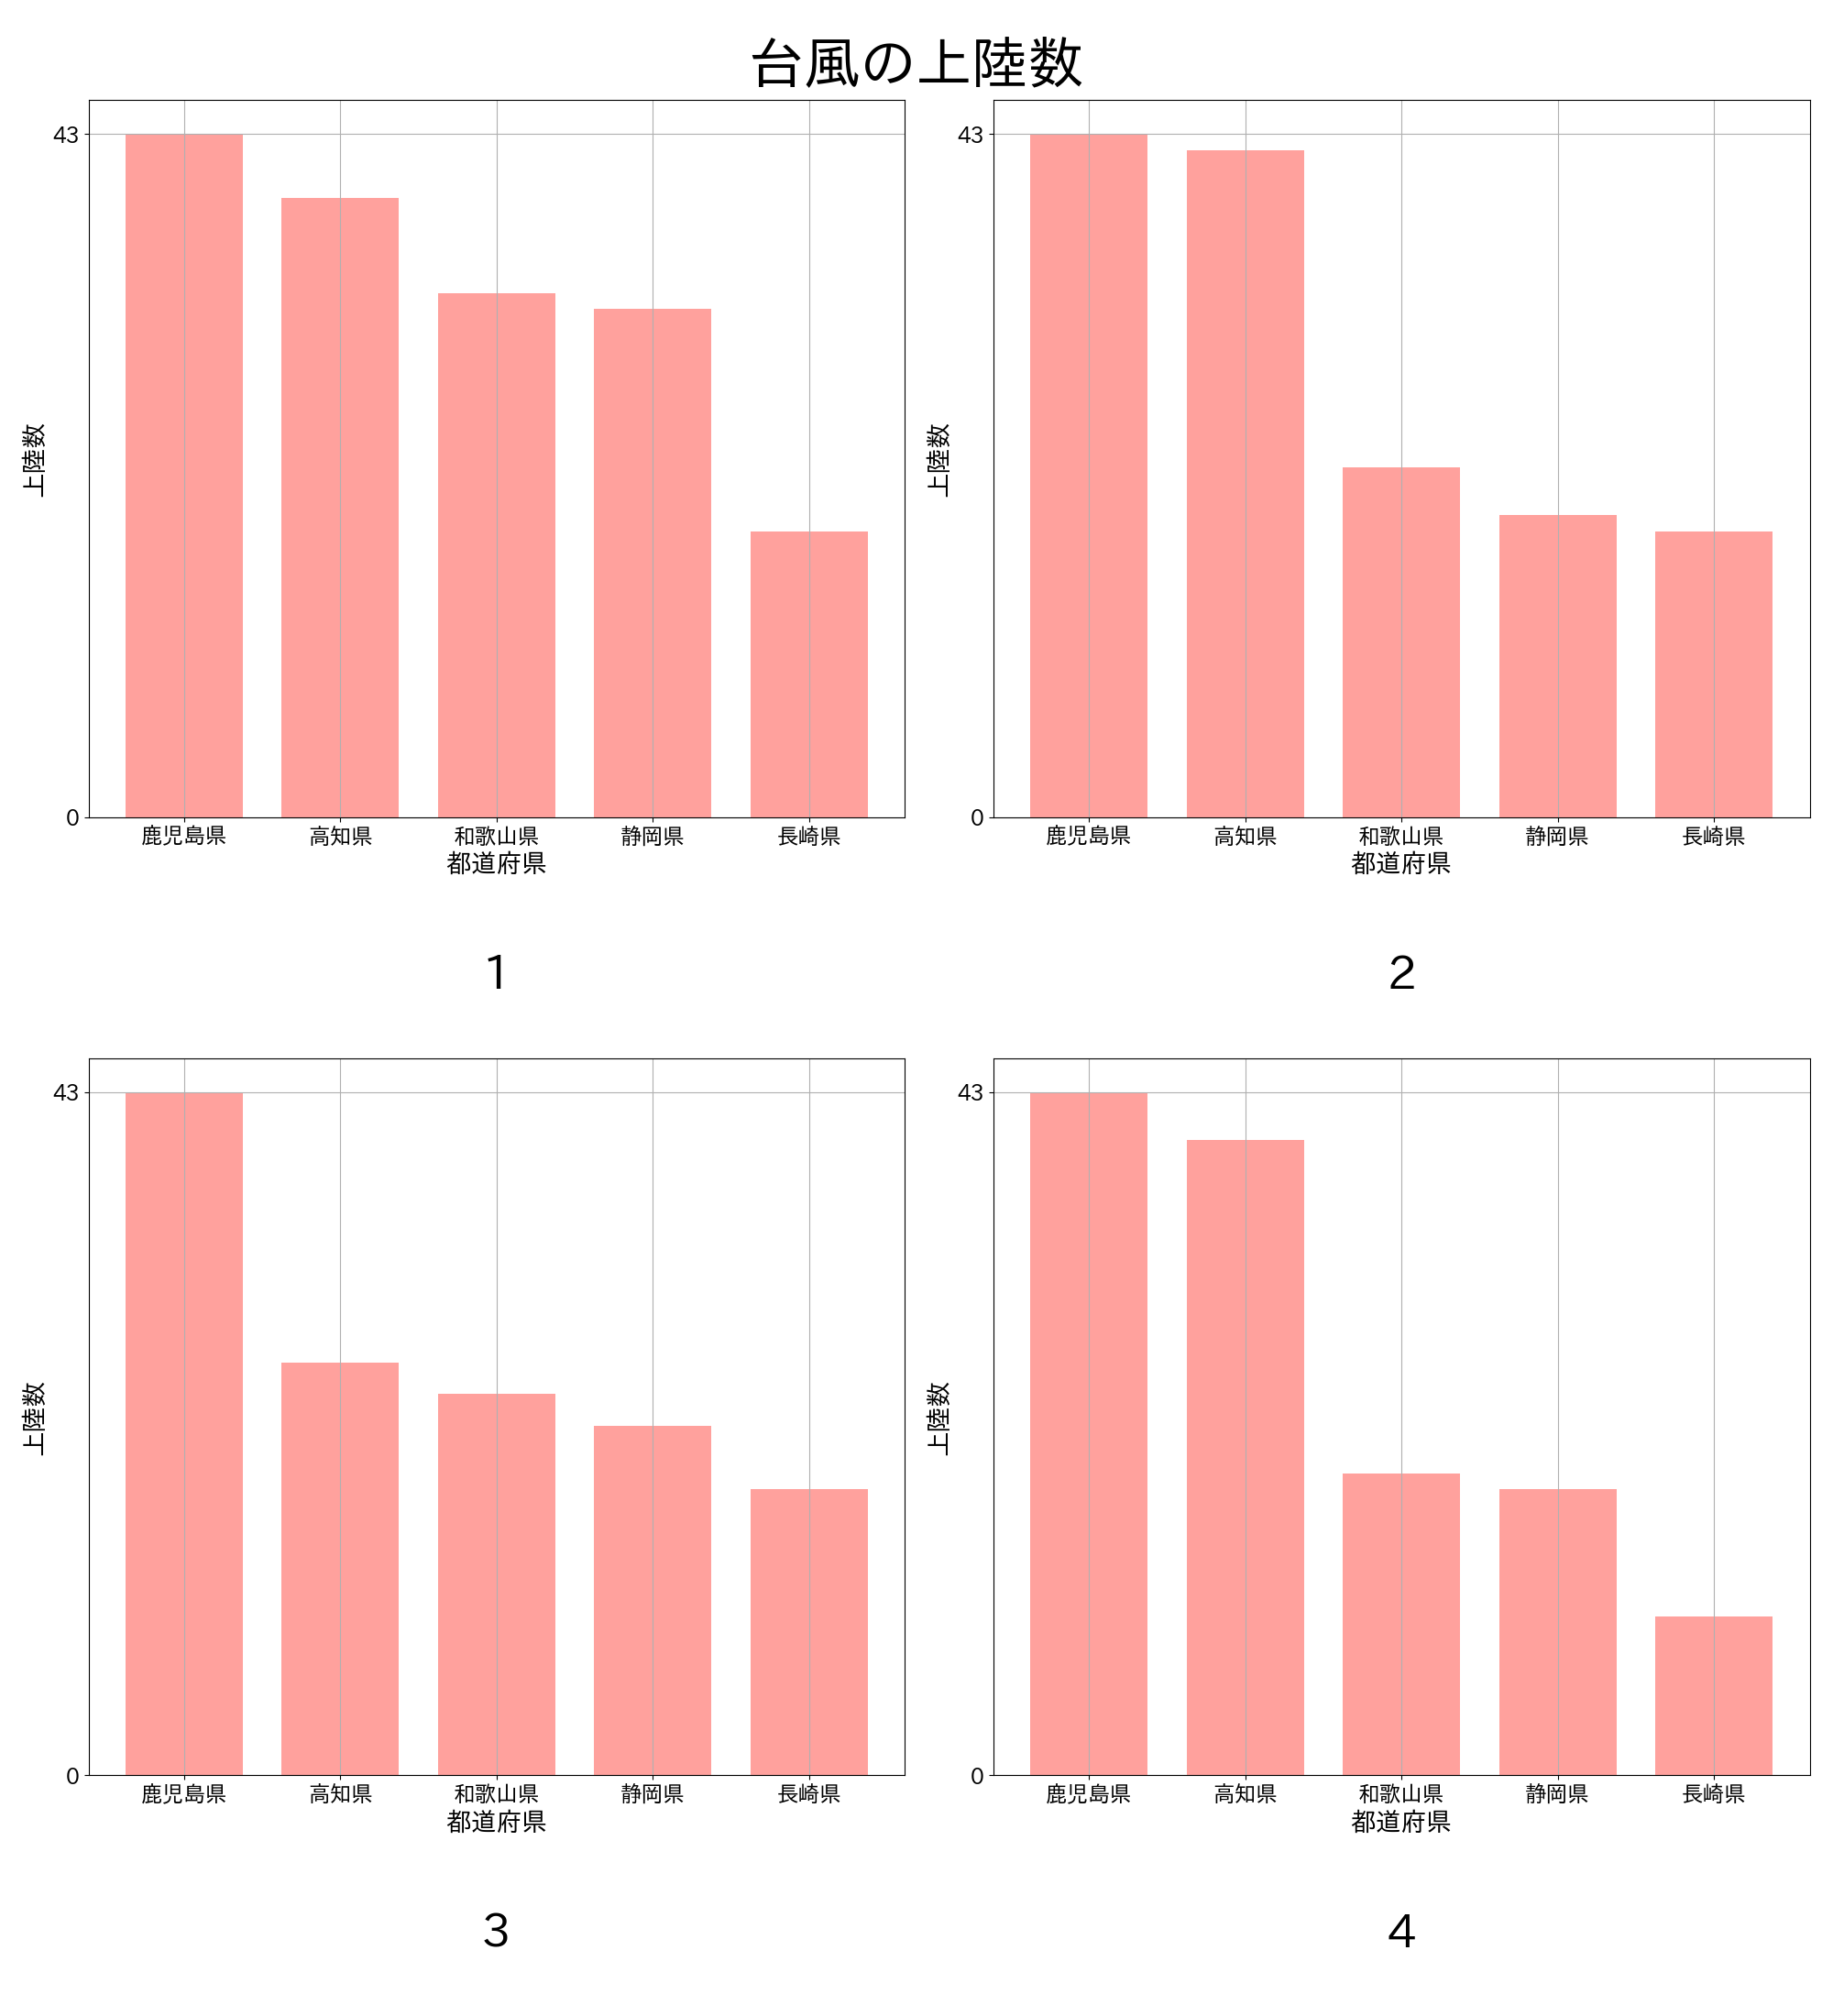 台風の上陸数
43
0
上陸数
鹿児島県 高知県 和歌山県 静岡県 長崎県
都道府県
1
43
0
上陸数
鹿児島県 高知県 和歌山県 静岡県 長崎県
都道府県
2
43
0
上陸数
鹿児島県 高知県 和歌山県 静岡県 長崎県
都道府県
3
43
0
上陸数
鹿児島県 高知県 和歌山県 静岡県 長崎県
都道府県
4